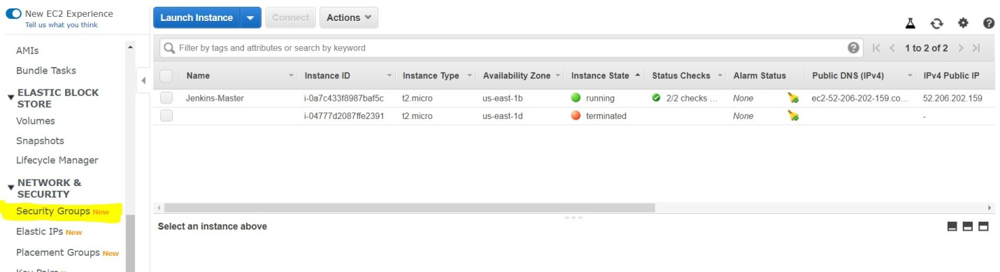 New EC2 Experience
Tell us what you think
AMIs
Bundle Tasks
ELASTIC BLOCK
STORE
Volumes
Snapshots
Lifecycle Manager
NETWORK &
SECURITY
Security Groups New
Elastic IPs New
Placement Groups New
Launch Instance Connect Actions
Filter by tags and attributes or search by keyword 1 to 2 of 2
Name Instance ID Instance Type Availability Zone Instance State Status Checks Alarm Status Public DNS (IPv4) IPv4 Public IP
Jenkins-Master i-0a7c433f8987baf5c t2.micro us-east-1b running 2/2 checks ... None ec2-52-206-202-159.co... 52.206.202.159
i-04777d2087ffe2391 t2.micro us-east-1d terminated None -
Select an instance above